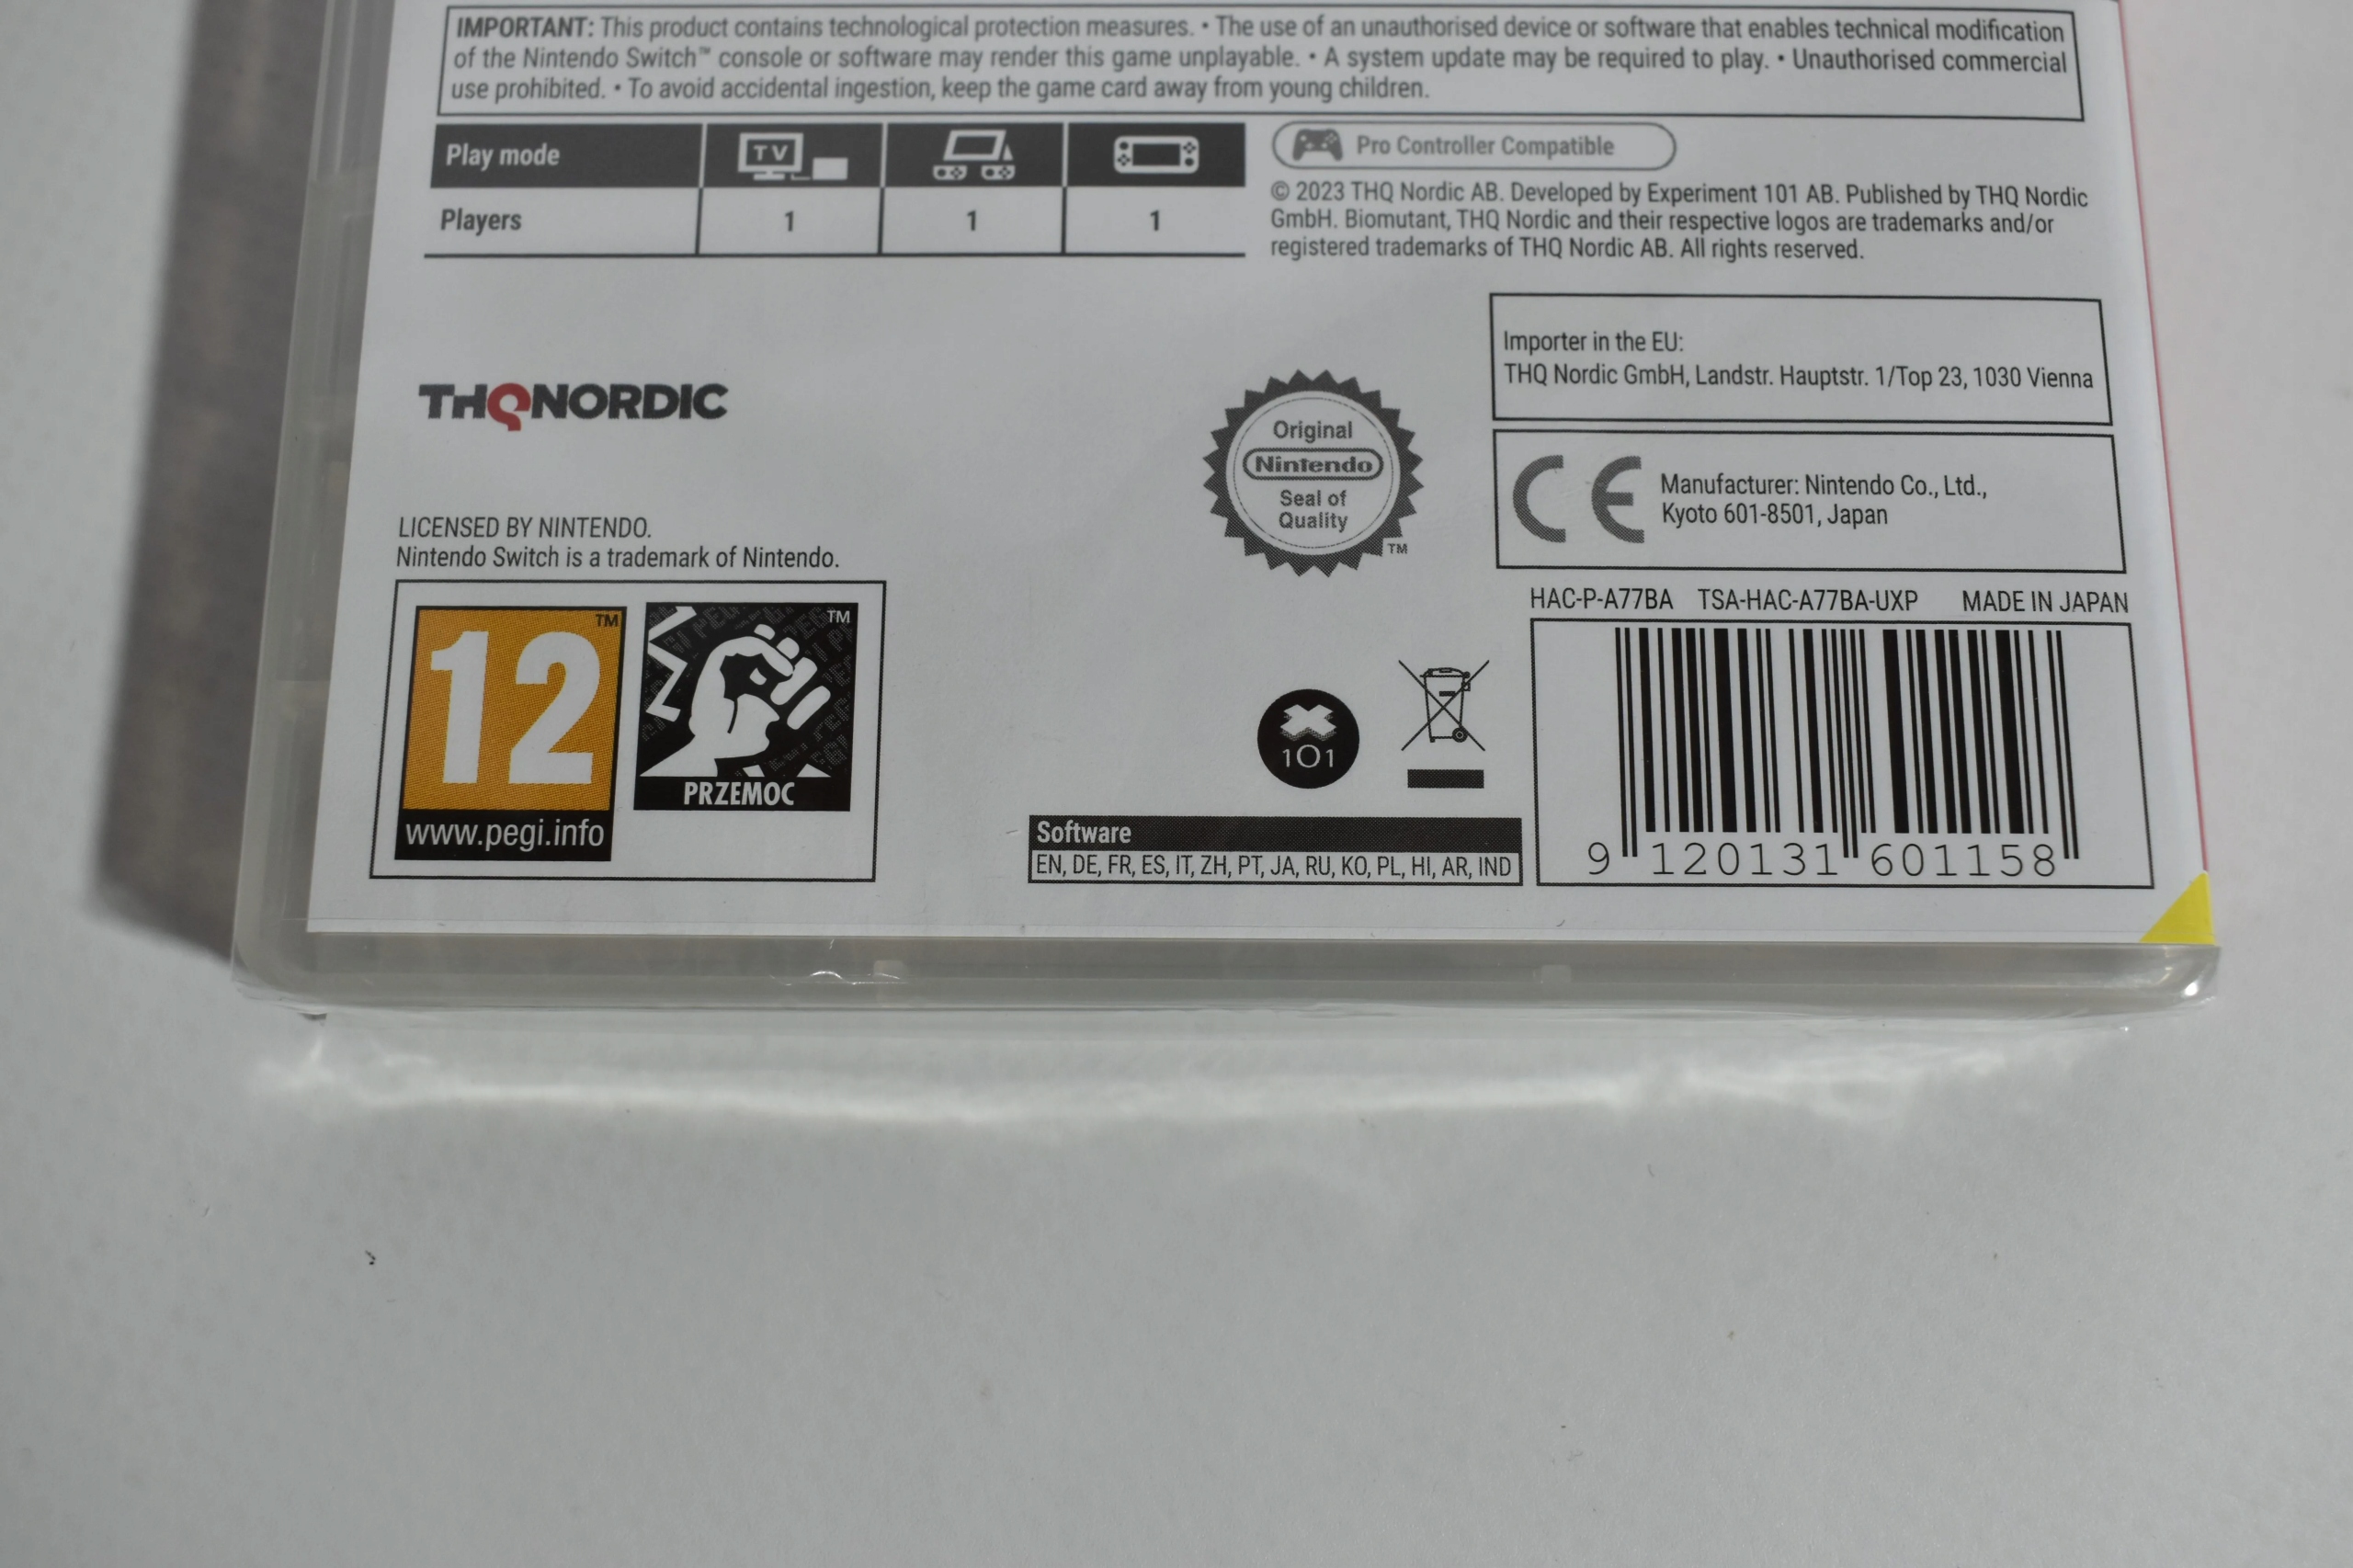 IMPORTANT: This product contains technological protection measures. • The use of an unauthorised device or software that enables technical modification
of the Nintendo Switch™ console or software may render this game unplayable. • A system update may be required to play. • Unauthorised commercial
use prohibited. • To avoid accidental ingestion, keep the game card away from young children.
Play mode
TV
Players 1 1 1
Pro Controller Compatible
© 2023 THQ Nordic AB. Developed by Experiment 101 AB. Published by THQ Nordic
GmbH. Biomutant, THQ Nordic and their respective logos are trademarks and/or
registered trademarks of THQ Nordic AB. All rights reserved.
THQNORDIC
Original
Nintendo
Seal of
Quality
TM
Importer in the EU:
THQ Nordic GmbH, Landstr. Hauptstr. 1/Top 23, 1030 Vienna
CE
Manufacturer: Nintendo Co., Ltd.,
Kyoto 601-8501, Japan
LICENSED BY NINTENDO.
Nintendo Switch is a trademark of Nintendo.
12
TM
www.pegi.info
TM
PRZEMOC
101
Software
EN, DE, FR, ES, IT, ZH, PT, JA, RU, KO, PL, HI, AR, IND
HAC-P-A77BA TSA-HAC-A77BA-UXP MADE IN JAPAN
9 120131 601158